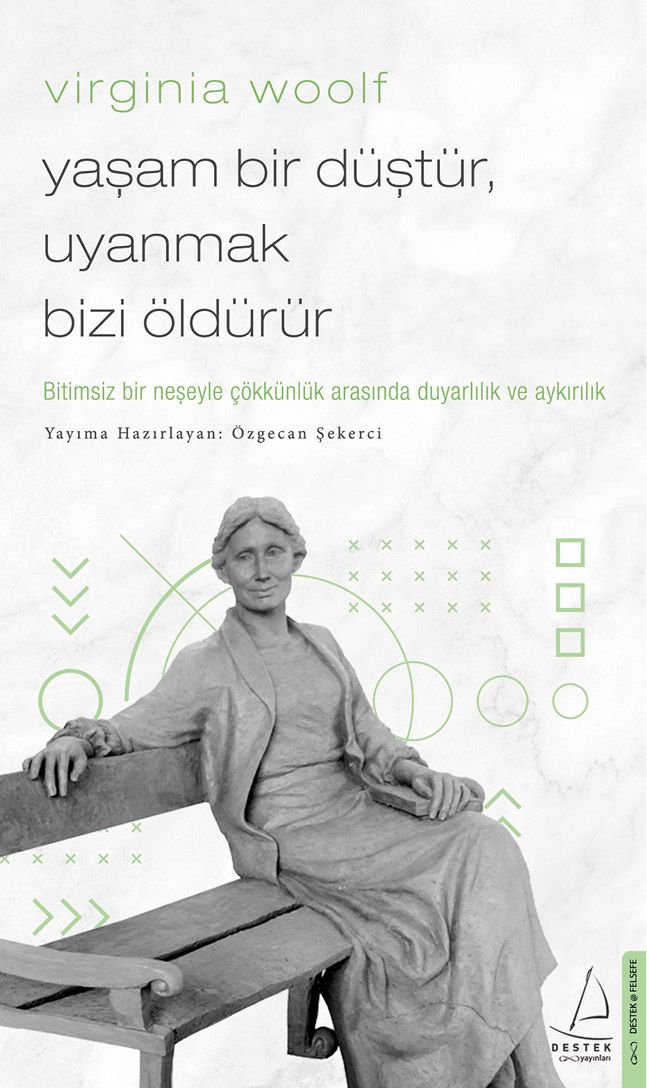 virginia woolf
yaşam bir düştür,
uyanmak
bizi öldürür
Bitimsiz bir neşeyle çökkünlük arasında duyarlılık ve aykırılık
Yayıma Hazırlayan: Özgecan Şekerci
DESTEK
yayınları
DESTEK @ FELSEFE